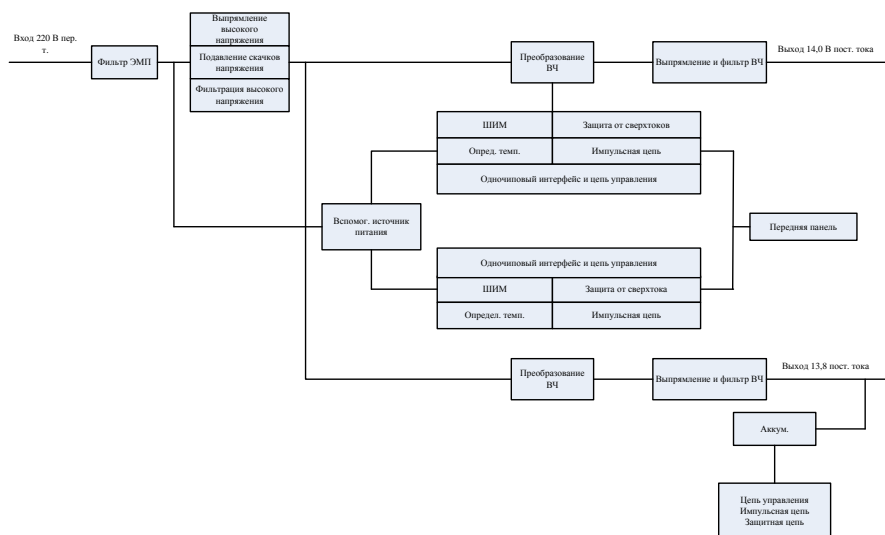 Вход 220 В пер.
т.
Фильтр ЭМП
Выпрямление
высокого
напряжения
Подавление скачков
напряжения
Фильтрация высокого
напряжения
Преобразование
ВЧ
Выпрямление и фильтр ВЧ
Выход 14,0 В пост. тока
ШИМ
Защита от сверхтоков
Опред. темп.
Импульсная цепь
Одночиповый интерфейс и цепь управления
Вспомог. источник
питания
Передняя панель
Одночиповый интерфейс и цепь управления
ШИМ
Защита от сверхтока
Определ. темп.
Импульсная цепь
Преобразование
ВЧ
Выпрямление и фильтр ВЧ
Выход 13,8 пост. тока
Аккум.
Цепь управления
Импульсная цепь
Защитная цепь